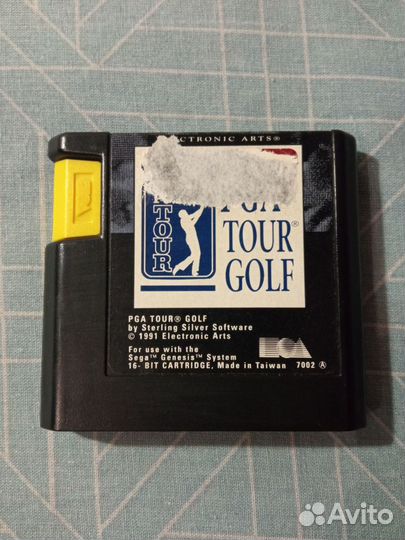 ELECTRONIC ARTS®
PGA
TOUR®
GOLF
TOUR
PGA TOUR® GOLF
by Sterling Silver Software
© 1991 Electronic Arts
For use with the
Sega™ Genesis™ System
16- BIT CARTRIDGE, Made in Taiwan 7002 Ⓐ
EA
Avito